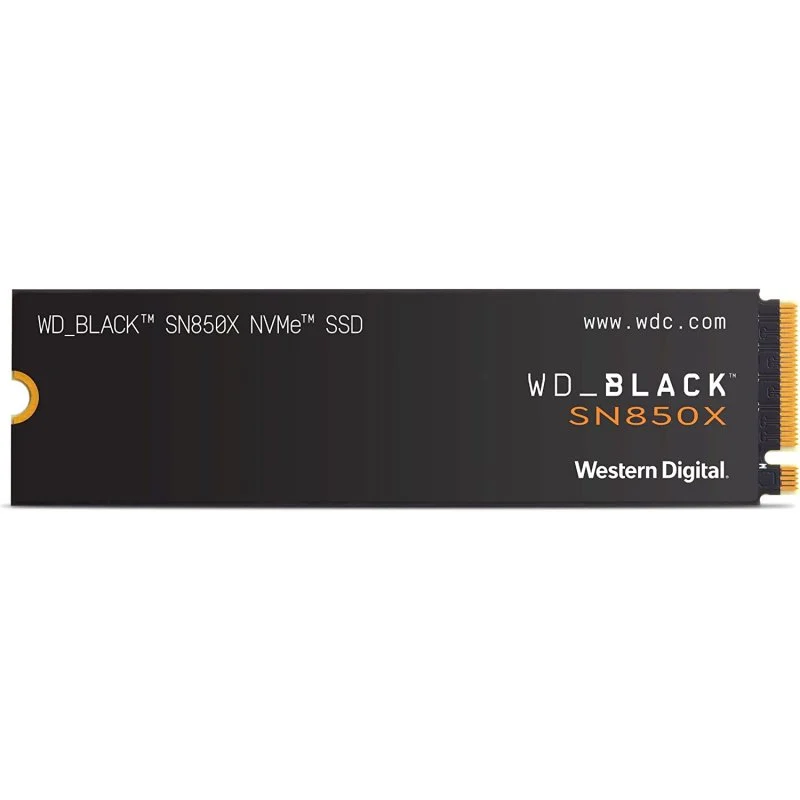 WD_BLACK™ SN850X NVMe™ SSD
www.wdc.com
WD_BLACK™
SN850X
Western Digital.